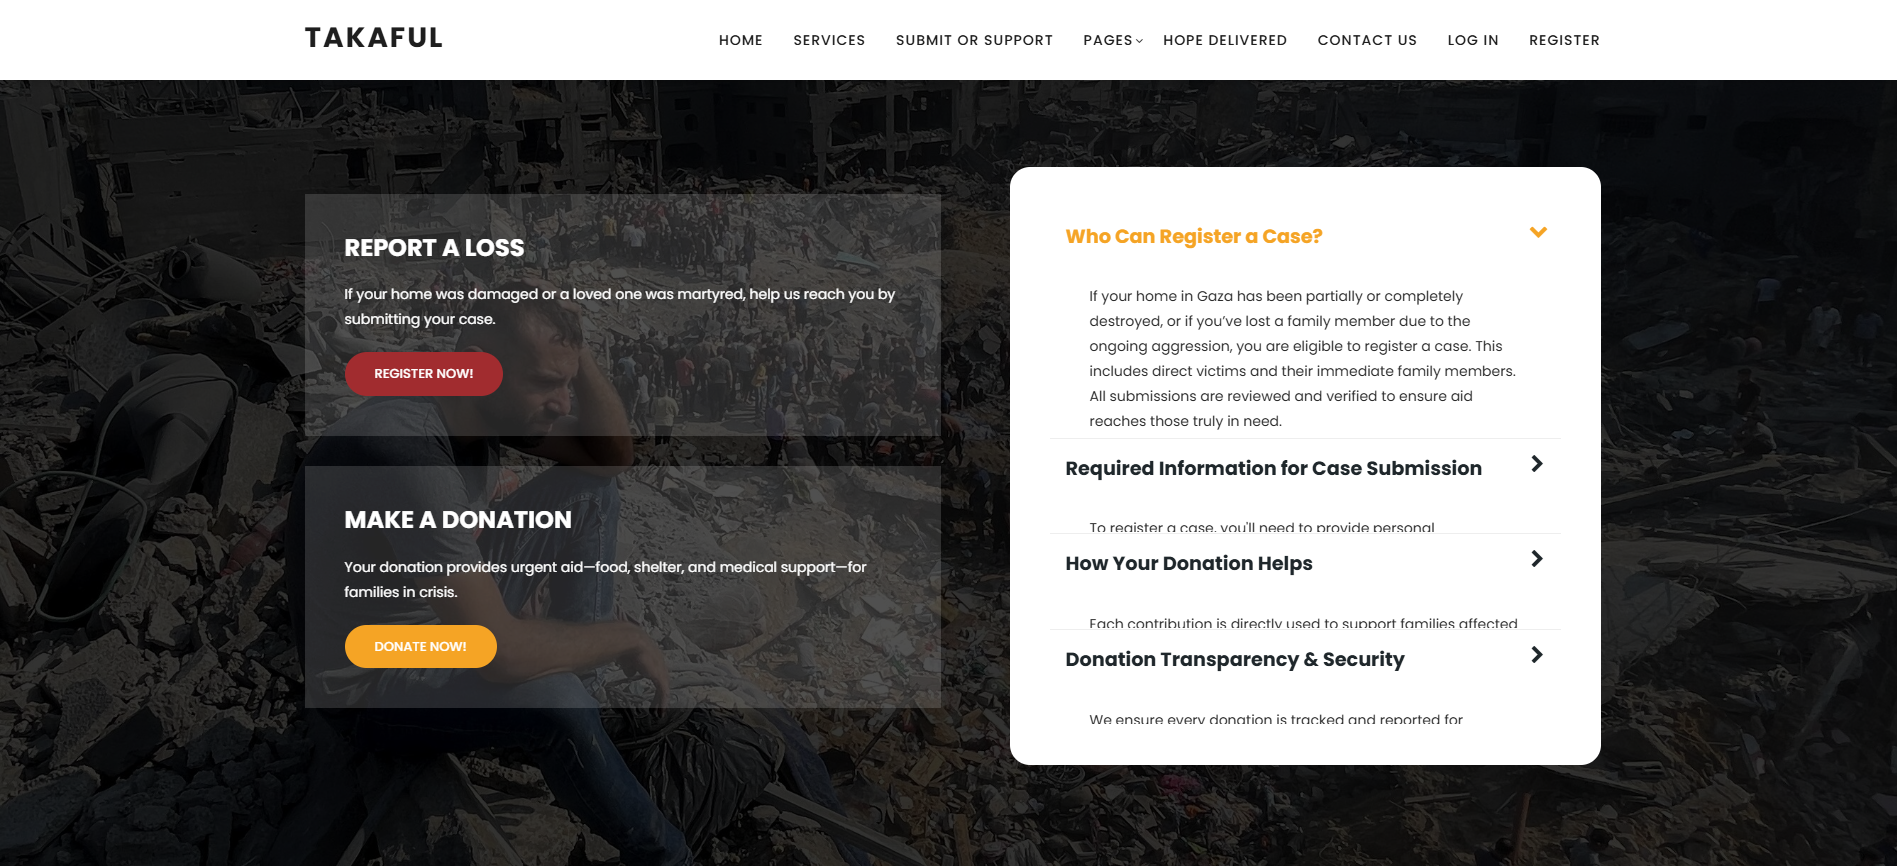 TAKAFUL
HOME SERVICES SUBMIT OR SUPPORT PAGES HOPE DELIVERED CONTACT US LOG IN REGISTER
REPORT A LOSS
If your home was damaged or a loved one was martyred, help us reach you by
submitting your case.
REGISTER NOW!
MAKE A DONATION
Your donation provides urgent aid—food, shelter, and medical support—for
families in crisis.
DONATE NOW!
Who Can Register a Case?
If your home in Gaza has been partially or completely
destroyed, or if you’ve lost a family member due to the
ongoing aggression, you are eligible to register a case. This
includes direct victims and their immediate family members.
All submissions are reviewed and verified to ensure aid
reaches those truly in need.
Required Information for Case Submission
To register a case, you'll need to provide personal
How Your Donation Helps
Each contribution is directly used to support families affected
Donation Transparency & Security
We ensure every donation is tracked and reported for